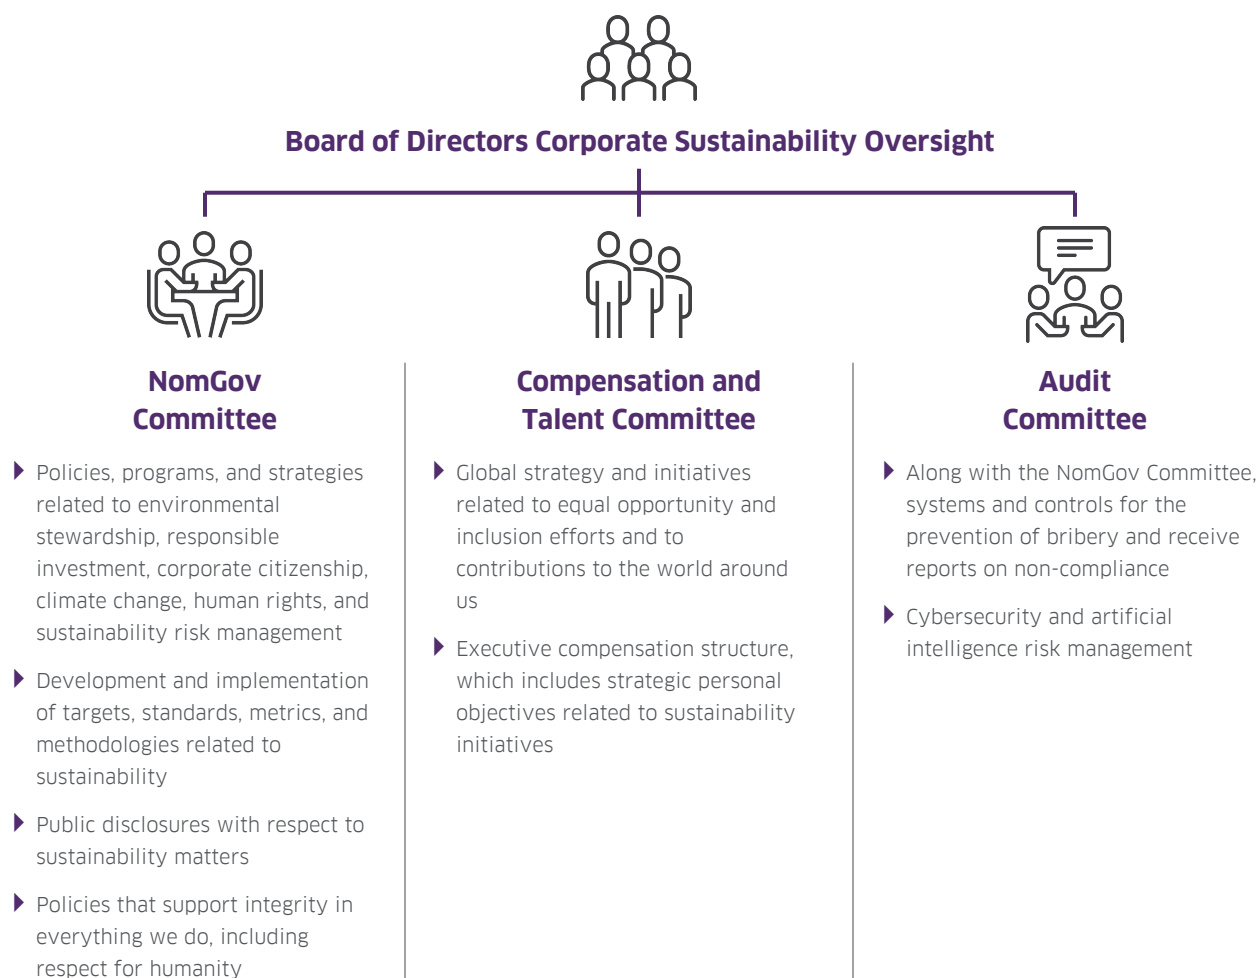 Board of Directors Corporate Sustainability Oversight
NomGov
Committee
Policies, programs, and strategies
related to environmental
stewardship, responsible
investment, corporate citizenship,
climate change, human rights, and
sustainability risk management
Development and implementation
of targets, standards, metrics, and
methodologies related to
sustainability
Public disclosures with respect to
sustainability matters
Policies that support integrity in
everything we do, including
respect for humanity
Compensation and
Talent Committee
Global strategy and initiatives
related to equal opportunity and
inclusion efforts and to
contributions to the world around
us
Executive compensation structure,
which includes strategic personal
objectives related to sustainability
initiatives
Audit
Committee
Along with the NomGov Committee,
systems and controls for the
prevention of bribery and receive
reports on non-compliance
Cybersecurity and artificial
intelligence risk management